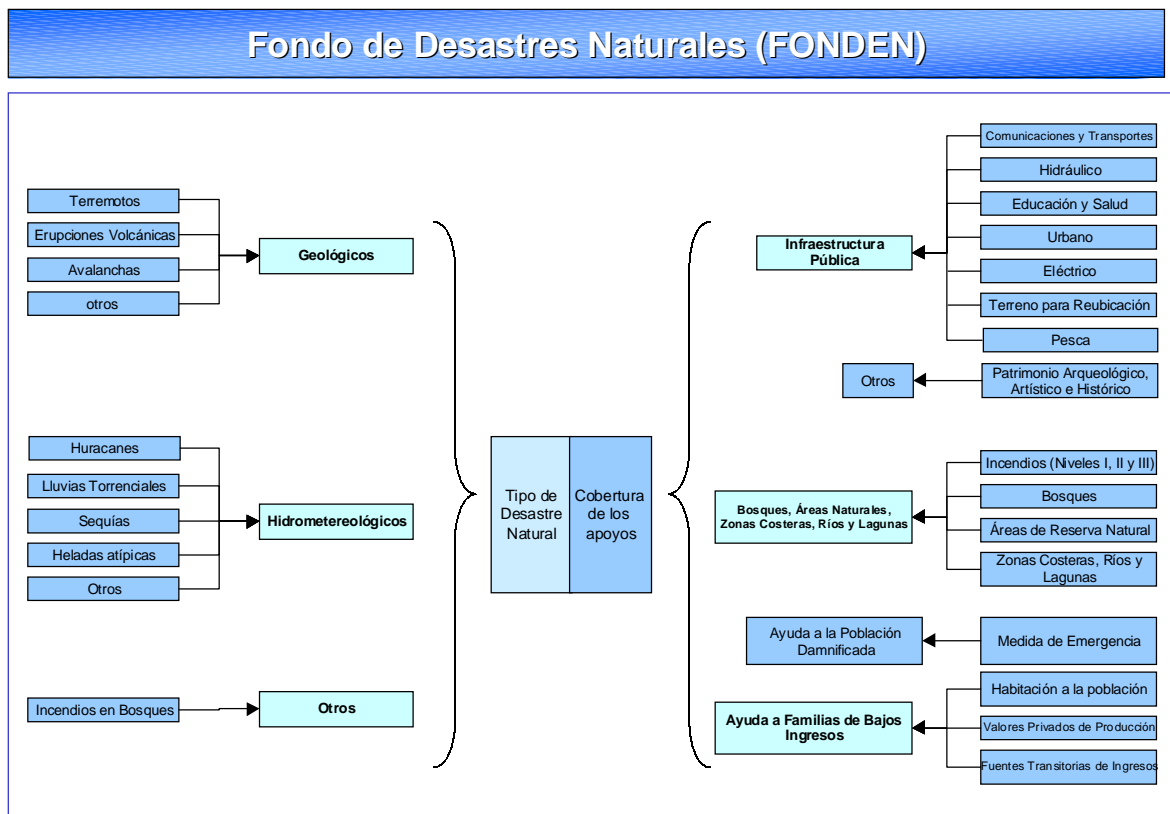 Fondo de Desastres Naturales (FONDEN)
Terremotos
Erupciones Volcánicas
Avalanchas
otros
Geológicos
Huracanes
Lluvias Torrenciales
Sequías
Heladas atípicas
Otros
Hidrometereológicos
Incendios en Bosques
Otros
Tipo de
Desastre
Natural
Cobertura
de los
apoyos
Infraestructura
Pública
Comunicaciones y Transportes
Hidráulico
Educación y Salud
Urbano
Eléctrico
Terreno para Reubicación
Pesca
Otros
Patrimonio Arqueológico,
Artístico e Histórico
Bosques, Áreas Naturales,
Zonas Costeras, Ríos y Lagunas
Incendios (Niveles I, II y III)
Bosques
Áreas de Reserva Natural
Zonas Costeras, Ríos y
Lagunas
Ayuda a la Población
Damnificada
Medida de Emergencia
Ayuda a Familias de Bajos
Ingresos
Habitación a la población
Valores Privados de Producción
Fuentes Transitorias de Ingresos